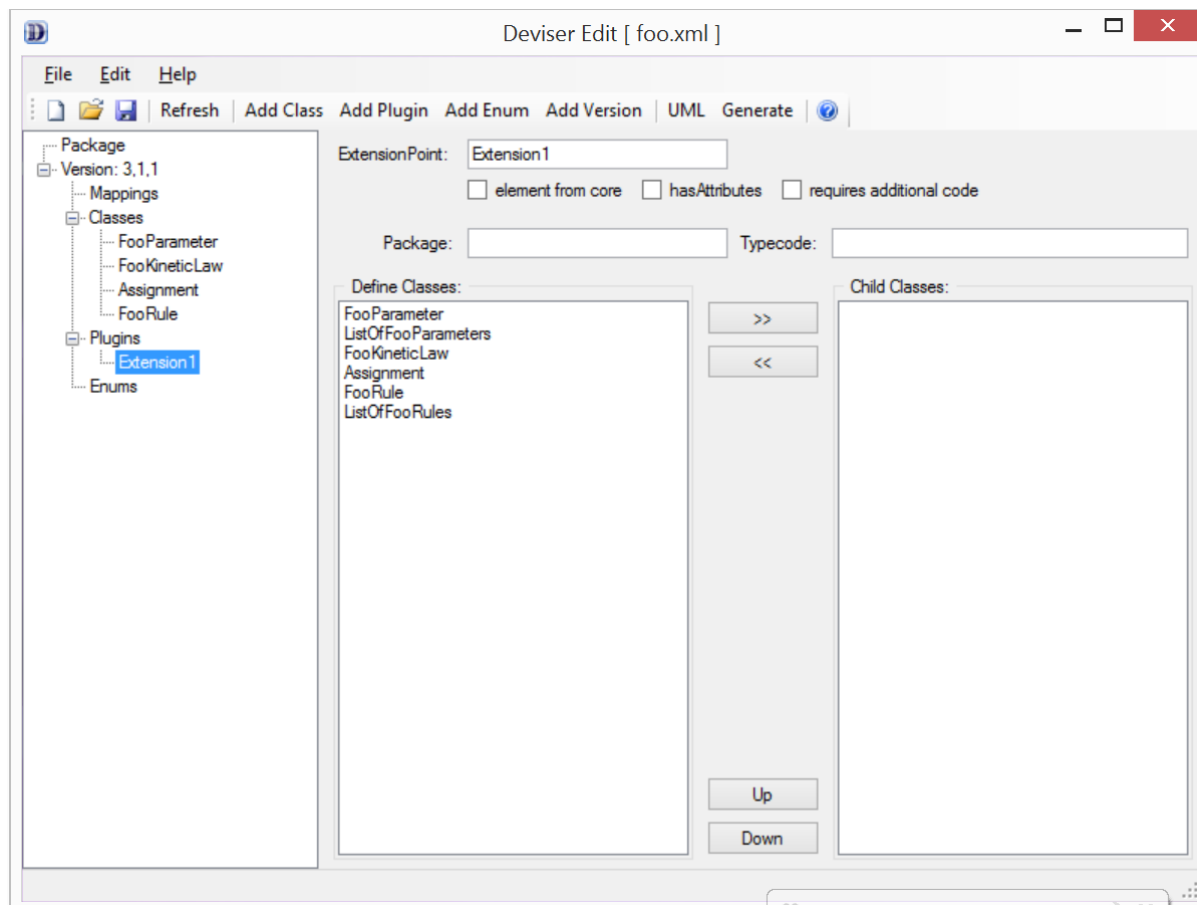 Deviser Edit [ foo.xml ]
File Edit Help
Refresh Add Class Add Plugin Add Enum Add Version UML Generate
Package
Version: 3,1,1
Mappings
Classes
FooParameter
FooKineticLaw
Assignment
FooRule
Plugins
Extension1
Enums
ExtensionPoint: Extension1
element from core hasAttributes requires additional code
Package: Typecode:
Define Classes:
FooParameter
ListOfFooParameters
FooKineticLaw
Assignment
FooRule
ListOfFooRules
>>
<<
Up
Down
Child Classes: